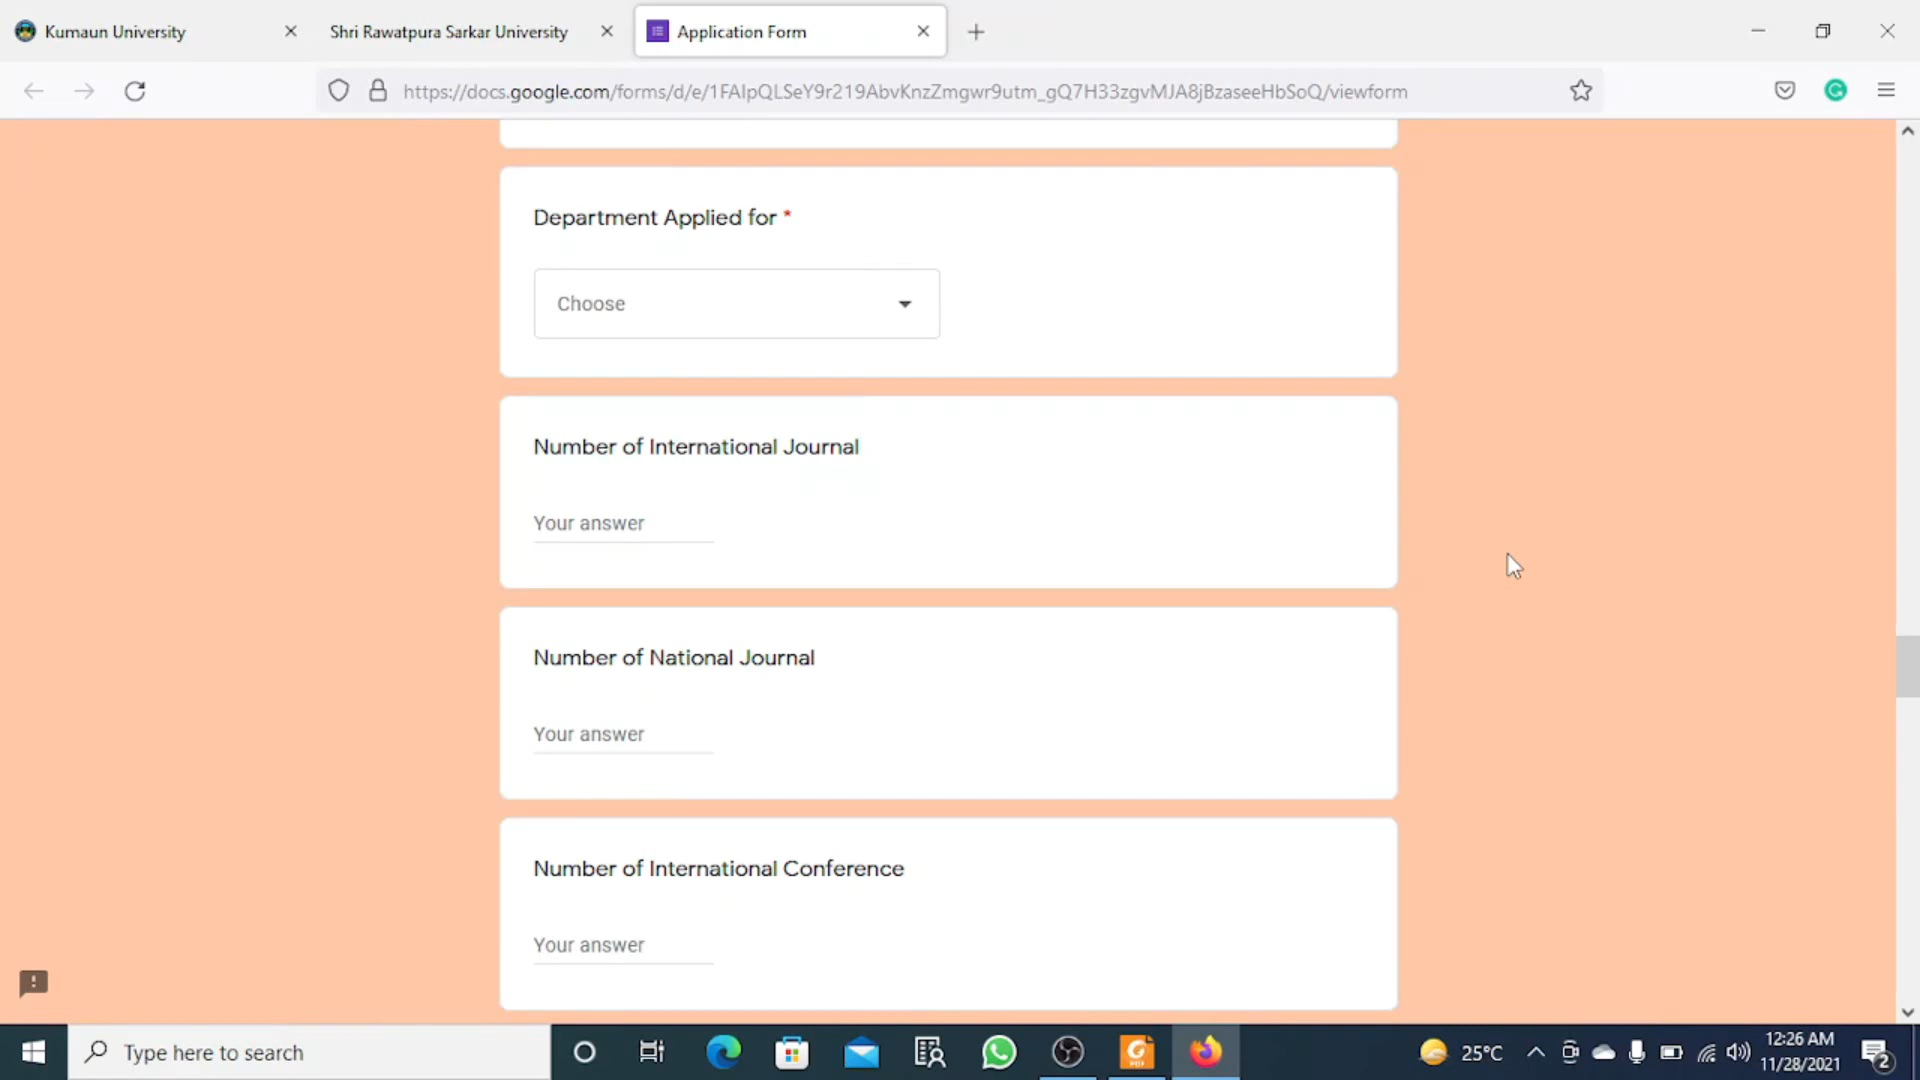 Kumaun University
Shri Rawatpura Sarkar University
Application Form
https://docs.google.com/forms/d/e/1FAIpQLSeY9r219AbvKnzZmgwr9utm_gQ7H33zgvMJA8jBzaseeHbSoQ/viewform
Department Applied for *
Choose
Number of International Journal
Your answer
Number of National Journal
Your answer
Number of International Conference
Your answer
Type here to search
25°C
12:26 AM
11/28/2021
2